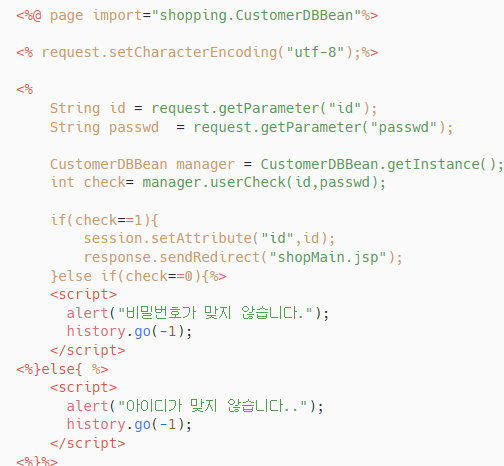 <%@ page import="shopping.CustomerDBBean"%>
<% request.setCharacterEncoding("utf-8");%>
<%
String id = request.getParameter("id");
String passwd  = request.getParameter("passwd");
CustomerDBBean manager = CustomerDBBean.getInstance();
int check= manager.userCheck(id,passwd);
if(check==1){
session.setAttribute("id",id);
response.sendRedirect("shopMain.jsp");
}else if(check==0){%>
<script>
alert("비밀번호가 맞지 않습니다.");
history.go(-1);
</script>
<%}else{ %>
<script>
alert("아이디가 맞지 않습니다..");
history.go(-1);
</script>
<%}%>